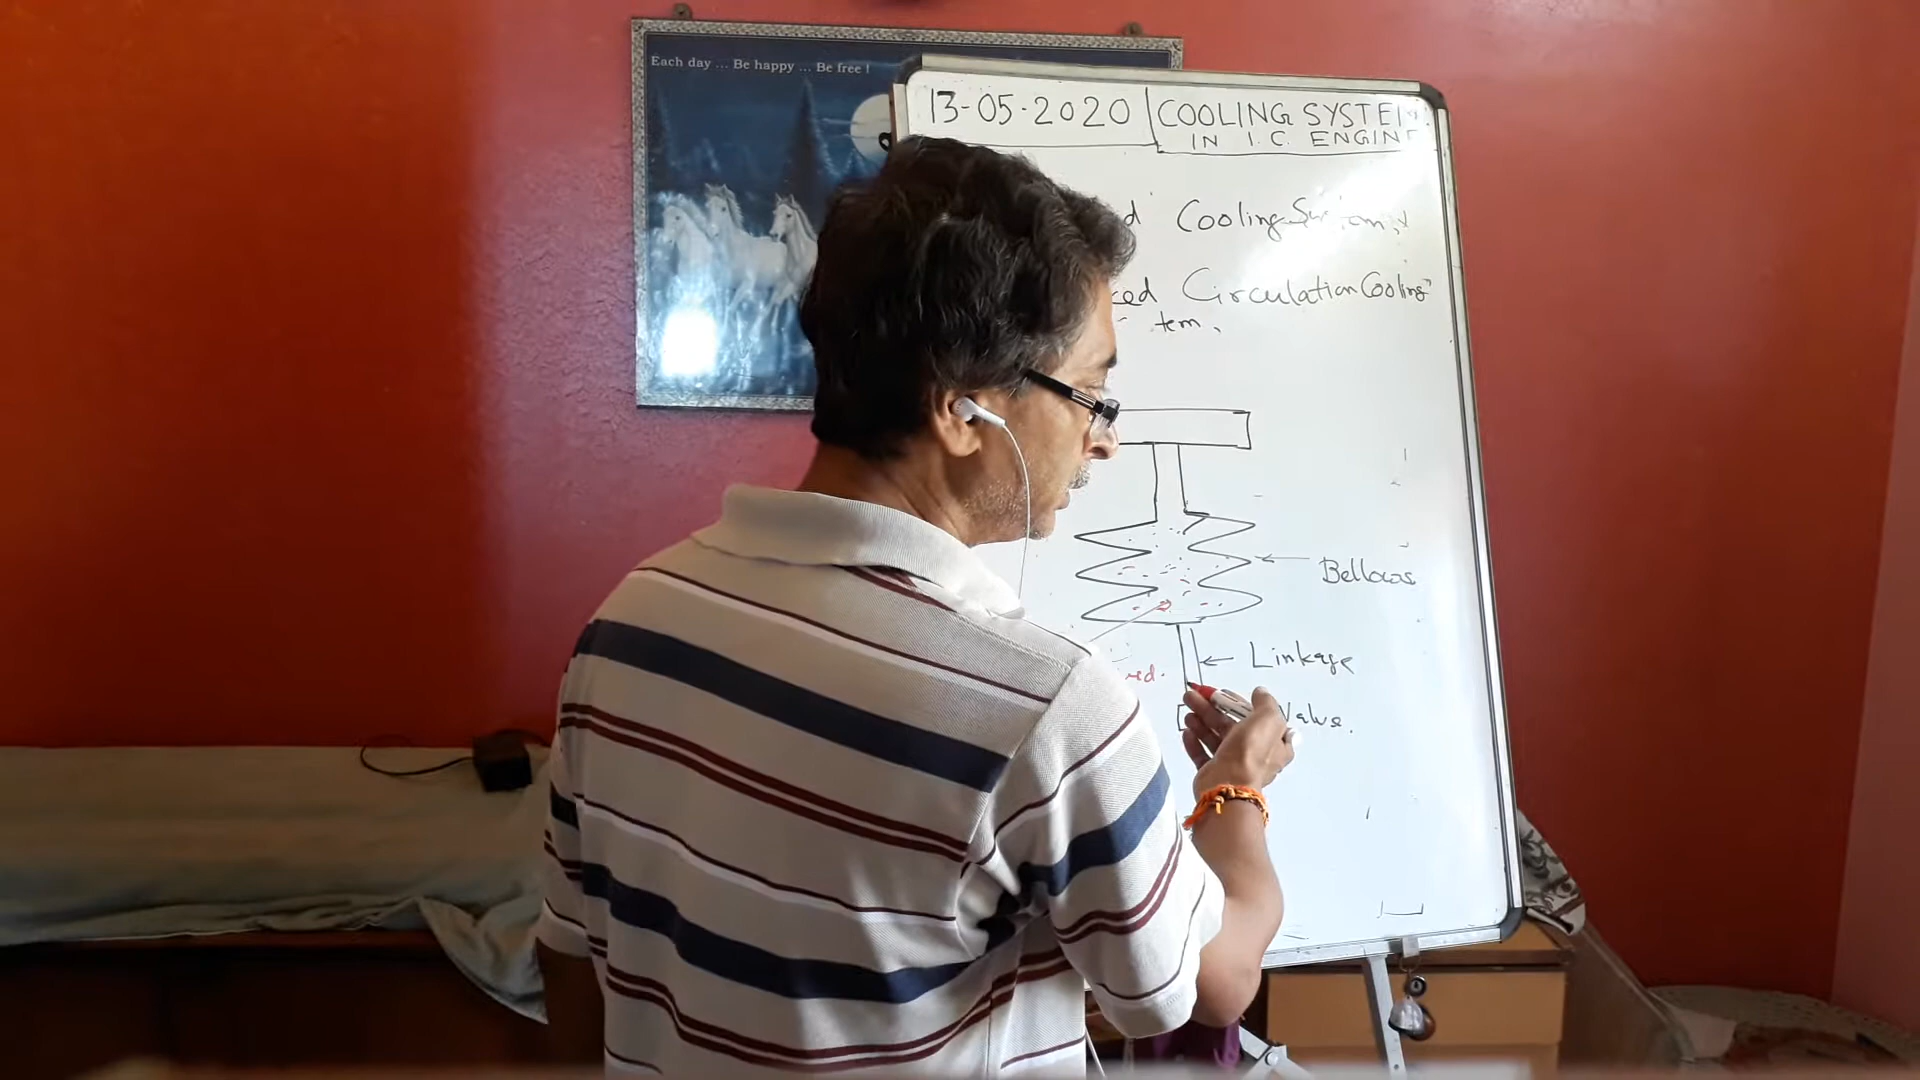 Each day ... Be happy ... Be free !
13-05-2020 COOLING SYSTEM
IN I.C. ENGINE
d Cooling System.
ced Circulation Cooling
tem.
Bellows
Linkage
Valve.